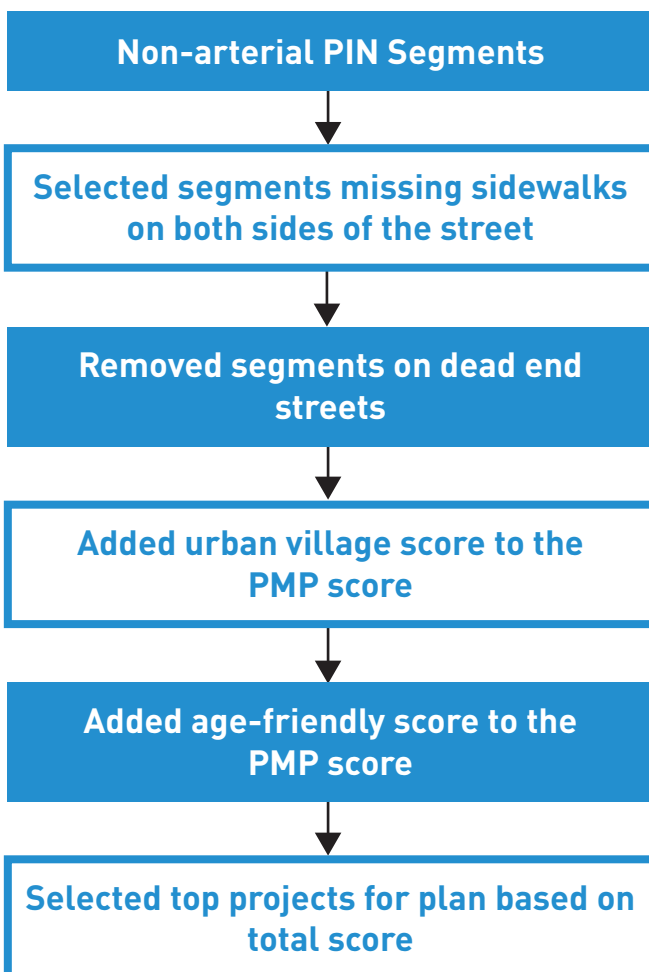 Non-arterial PIN Segments
Selected segments missing sidewalks
on both sides of the street
Removed segments on dead end
streets
Added urban village score to the
PMP score
Added age-friendly score to the
PMP score
Selected top projects for plan based on
total score